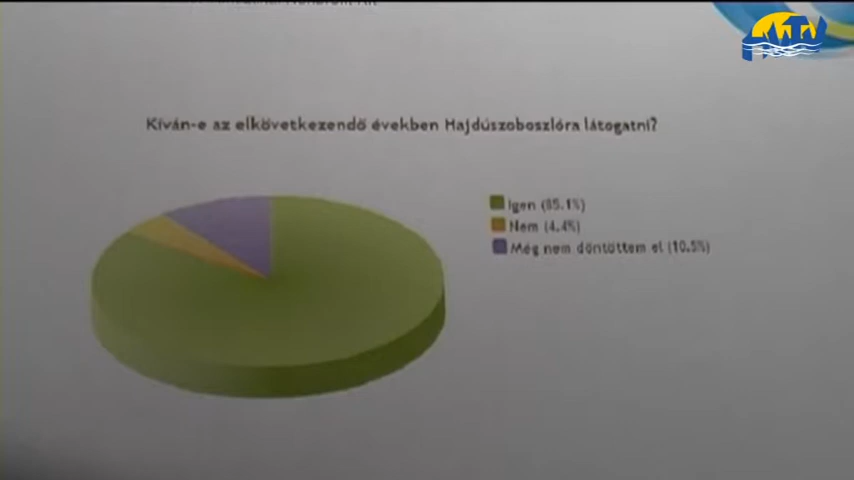 Kíván-e az elkövetkezendő években Hajdúszoboszlóra látogatni?
Igen (85.1%)
Nem (4.4%)
Még nem döntöttem el (10.5%)